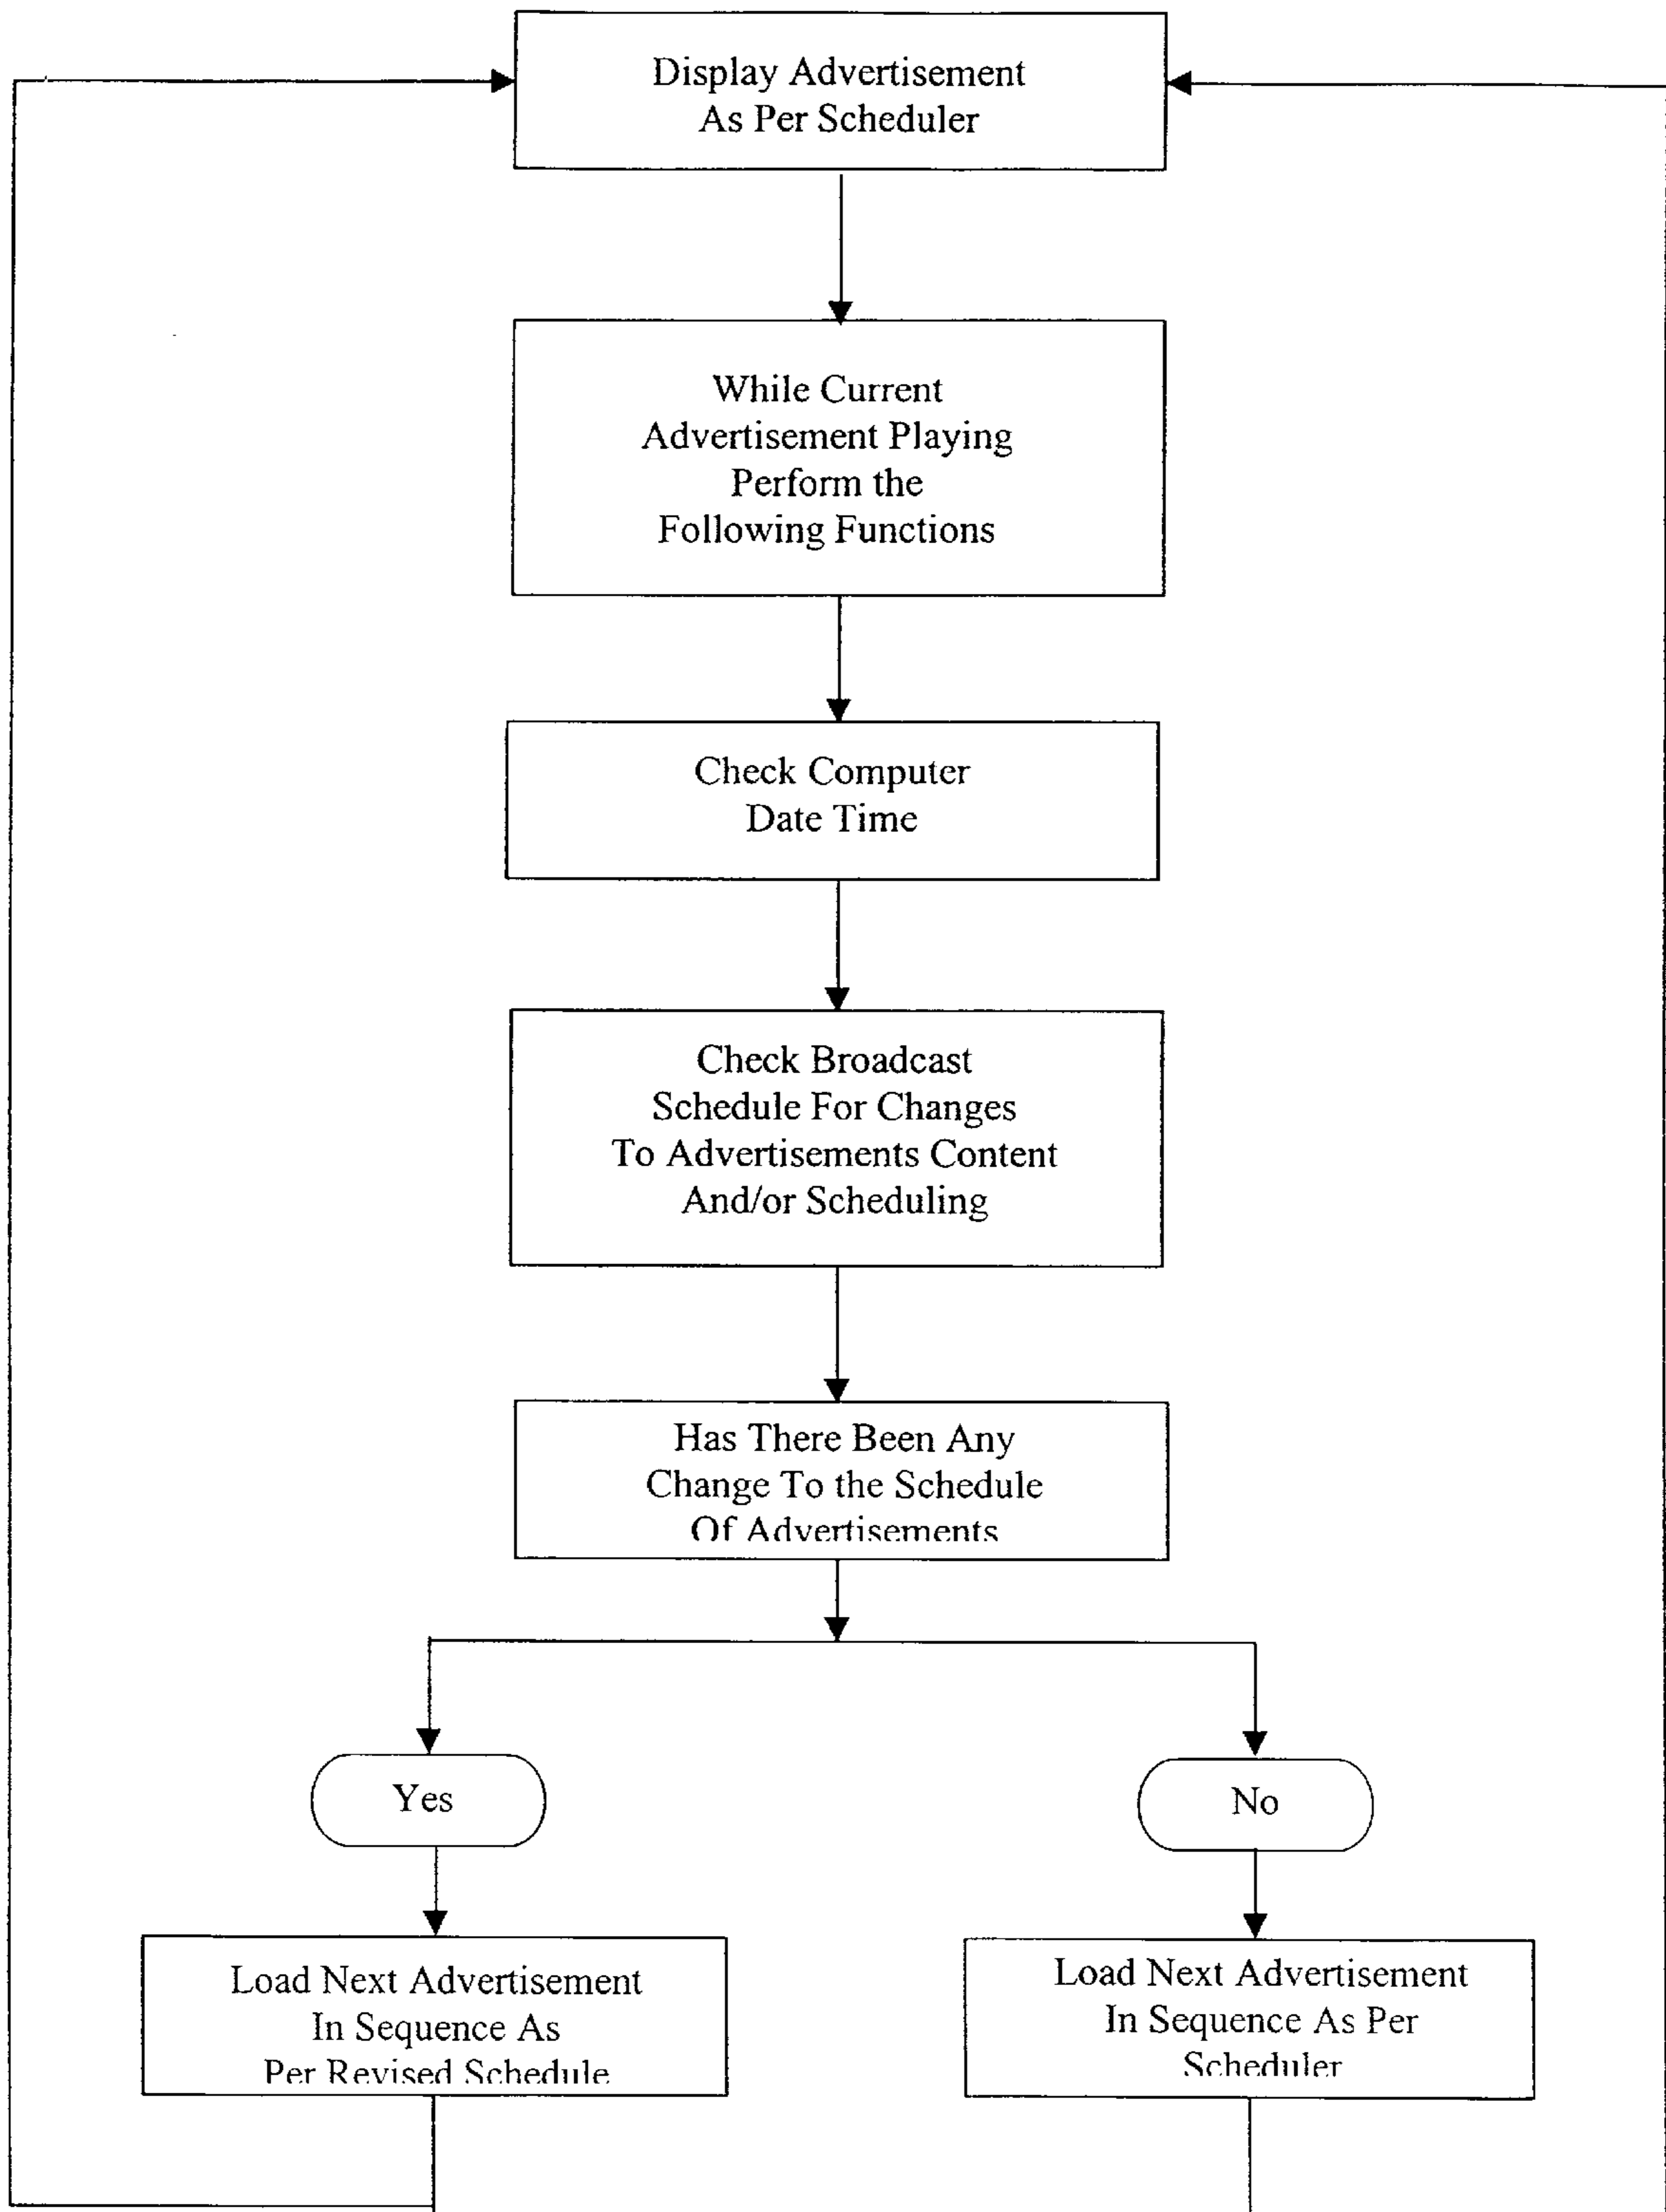 Display Advertisement
As Per Scheduler
While Current
Advertisement Playing
Perform the
Following Functions
Check Computer
Date Time
Check Broadcast
Schedule For Changes
To Advertisements Content
And/or Scheduling
Has There Been Any
Change To the Schedule
Of Advertisements
Yes
No
Load Next Advertisement
In Sequence As
Per Revised Schedule
Load Next Advertisement
In Sequence As Per
Scheduler